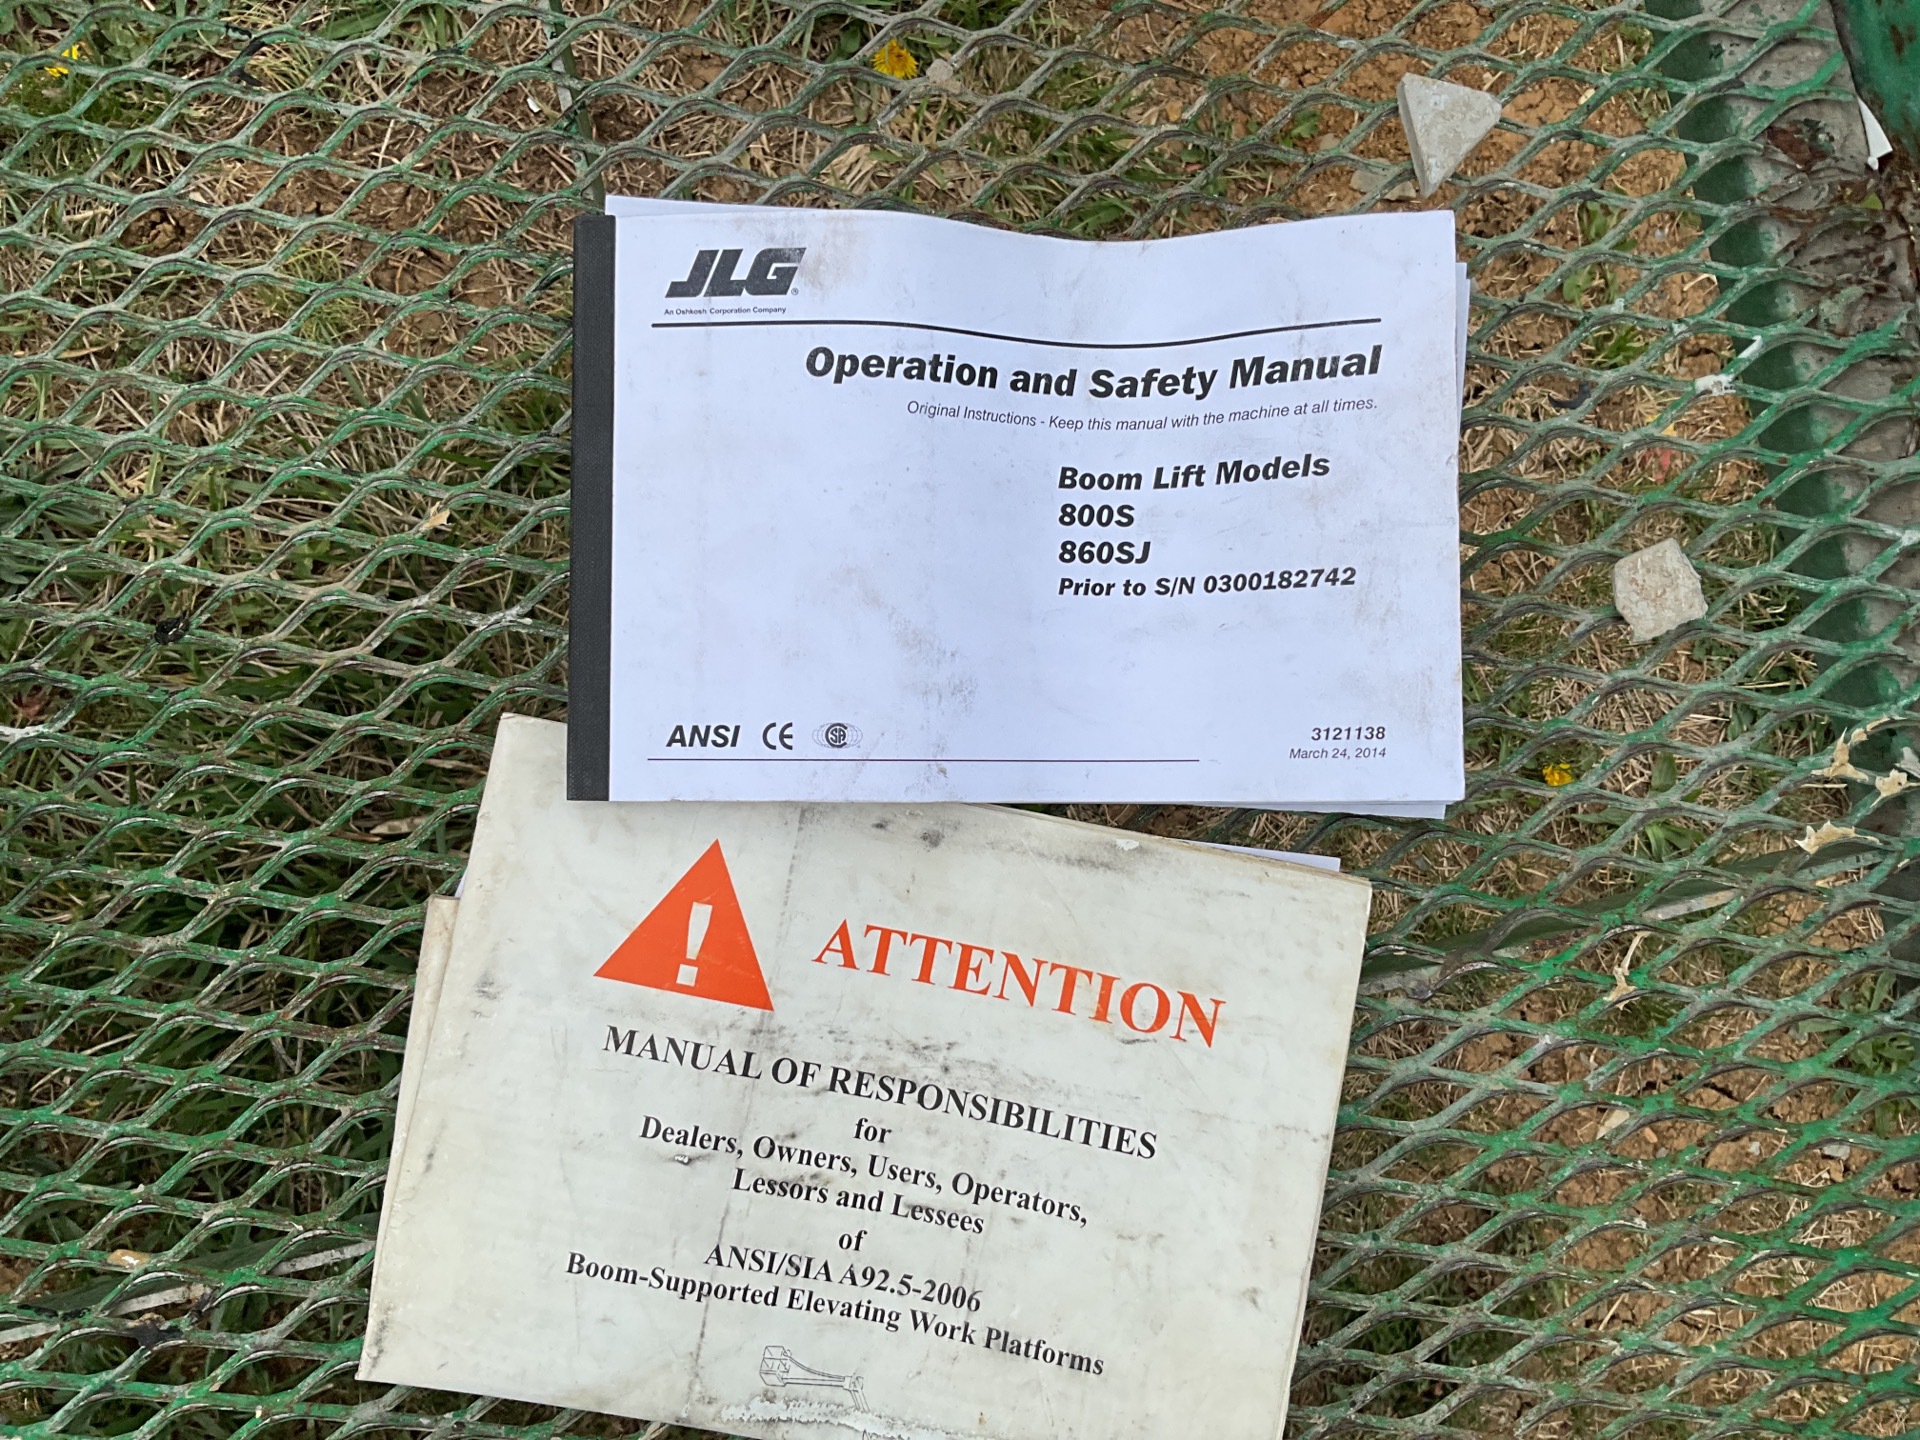 JLG
An Oshkosh Corporation Company
Operation and Safety Manual
Original Instructions - Keep this manual with the machine at all times.
Boom Lift Models
800S
860SJ
Prior to S/N 0300182742
ANSI CE
3121138
March 24, 2014
! ATTENTION
MANUAL OF RESPONSIBILITIES
for
Dealers, Owners, Users, Operators,
Lessors and Lessees
of
ANSI/SIA A92.5-2006
Boom-Supported Elevating Work Platforms